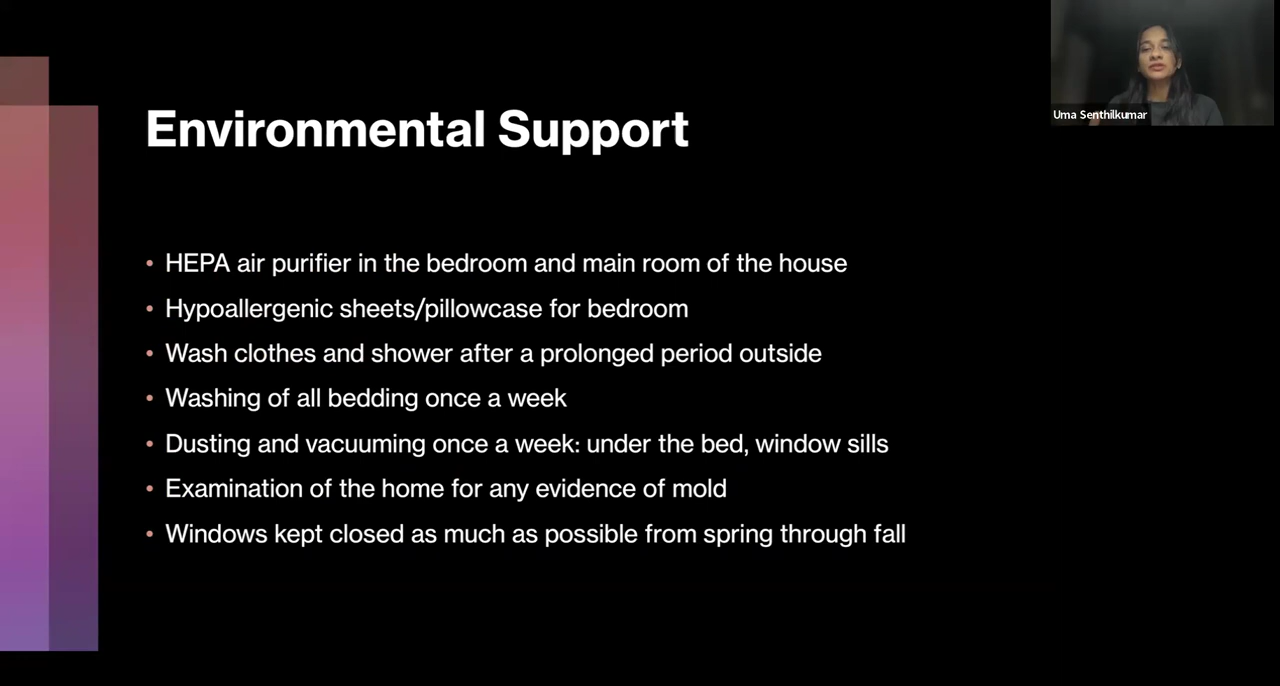 Uma Senthilkumar
Environmental Support
• HEPA air purifier in the bedroom and main room of the house
• Hypoallergenic sheets/pillowcase for bedroom
• Wash clothes and shower after a prolonged period outside
• Washing of all bedding once a week
• Dusting and vacuuming once a week: under the bed, window sills
• Examination of the home for any evidence of mold
• Windows kept closed as much as possible from spring through fall